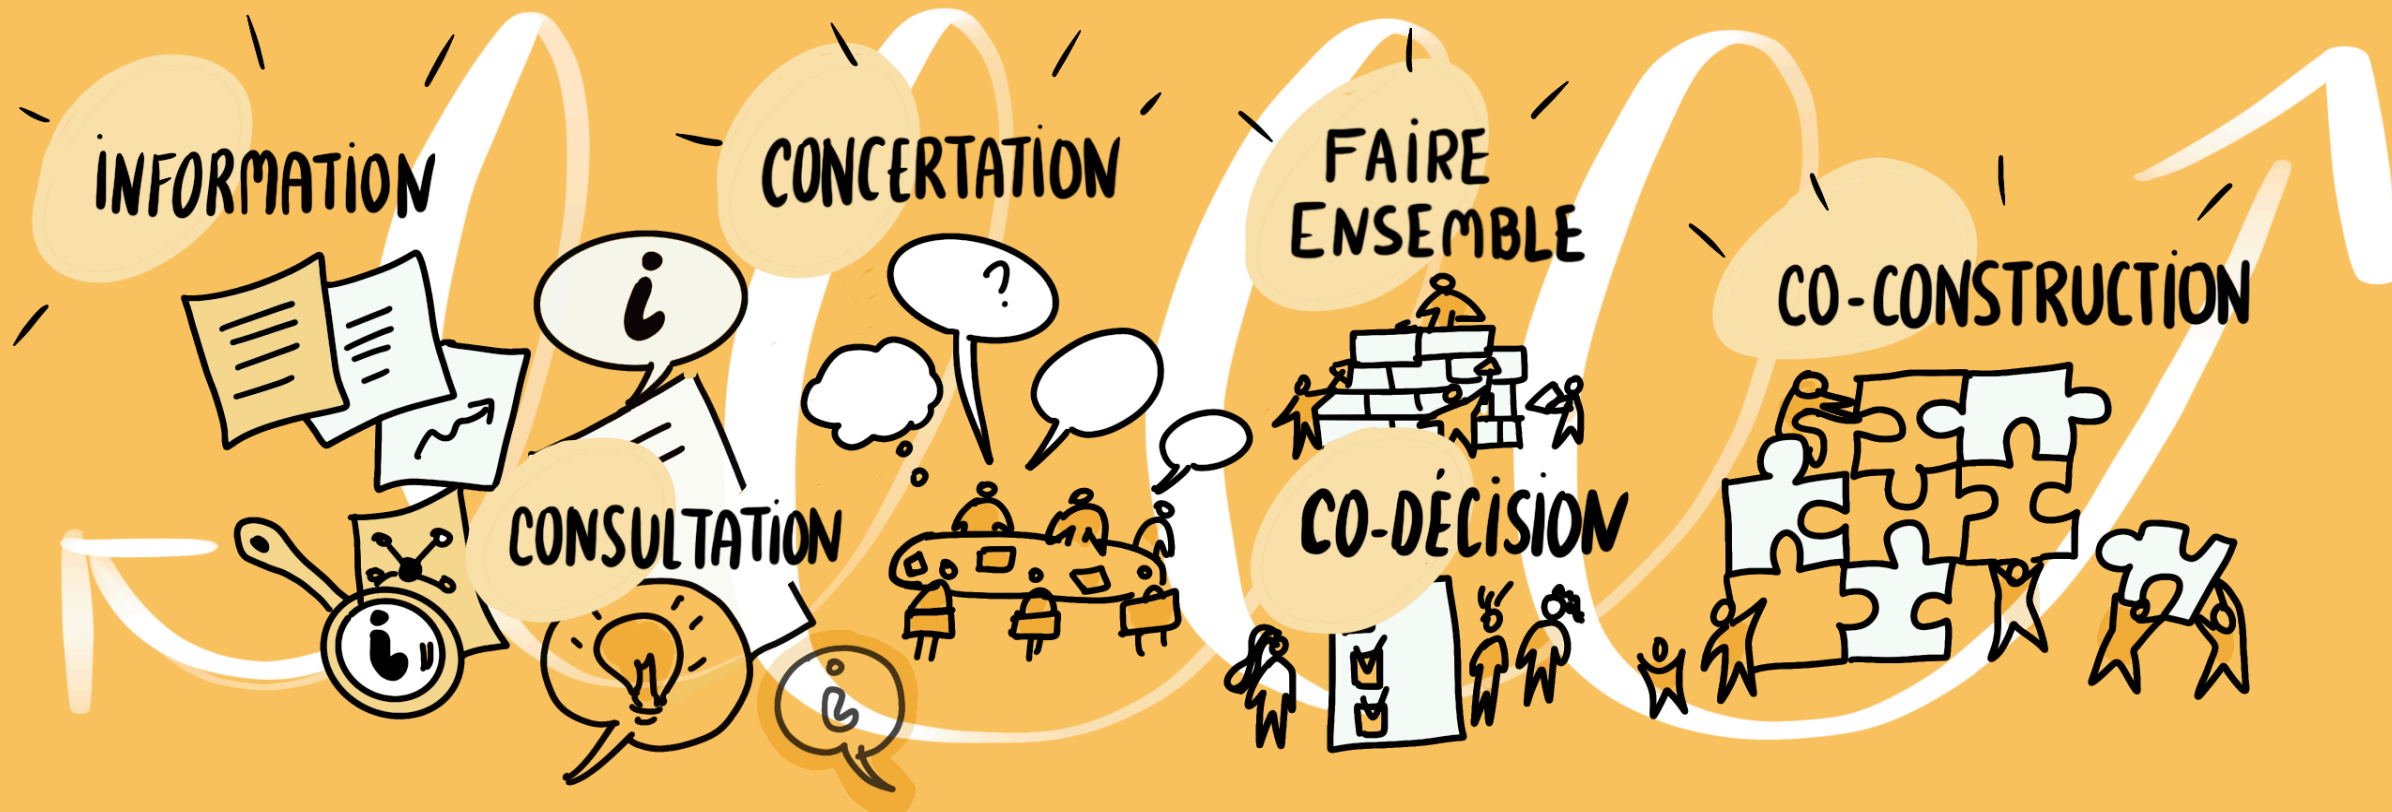 iNFORMATiON
CONSULTATiON
CONCERTATiON
FAiRE
ENSEMBLE
CO-DÉCiSiON
CO-CONSTRUCTiON
i
i
?
i